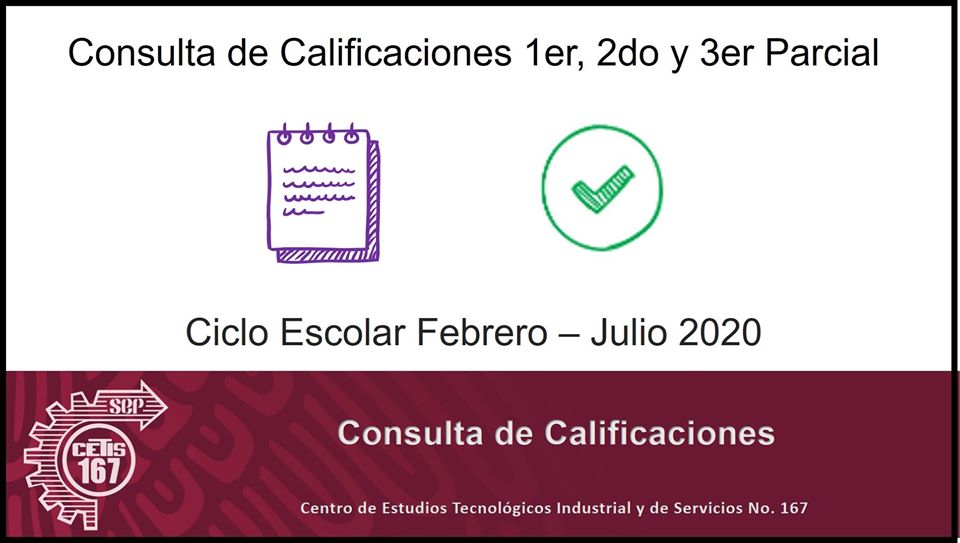 Consulta de Calificaciones 1er, 2do y 3er Parcial
Ciclo Escolar Febrero – Julio 2020
SEP
CETis
167
Consulta de Calificaciones
Centro de Estudios Tecnológicos Industrial y de Servicios No. 167